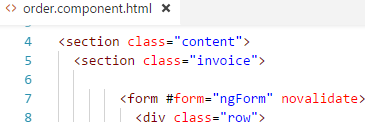 <> order.component.html ×
4 <section class="content">
5 <section class="invoice">
6
7 <form #form="ngForm" novalidate>
8 <div class="row">